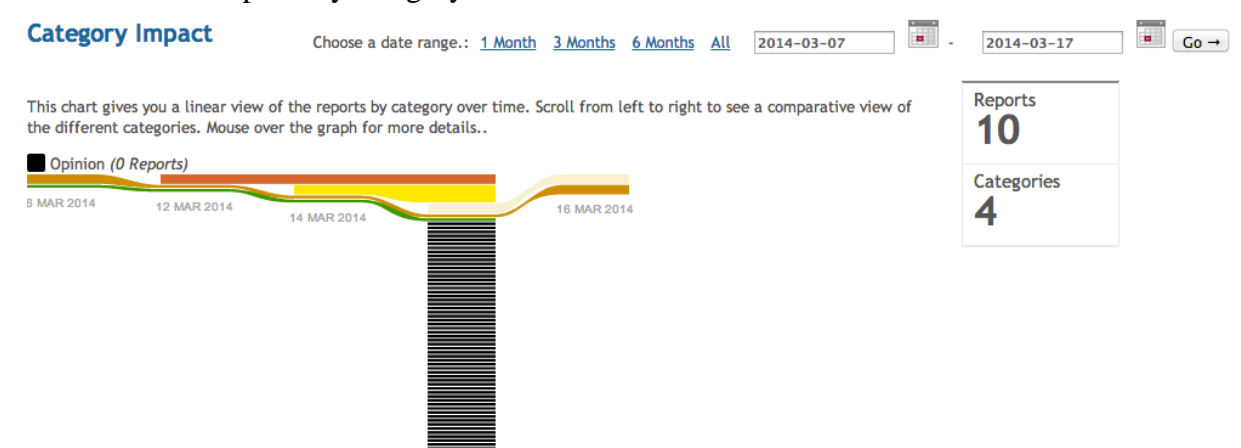 Category Impact
Choose a date range.: 1 Month 3 Months 6 Months All 2014-03-07 - 2014-03-17 Go →
This chart gives you a linear view of the reports by category over time. Scroll from left to right to see a comparative view of
the different categories. Mouse over the graph for more details..
Reports
10
Categories
4
Opinion (0 Reports)
MAR 2014
12 MAR 2014
14 MAR 2014
16 MAR 2014